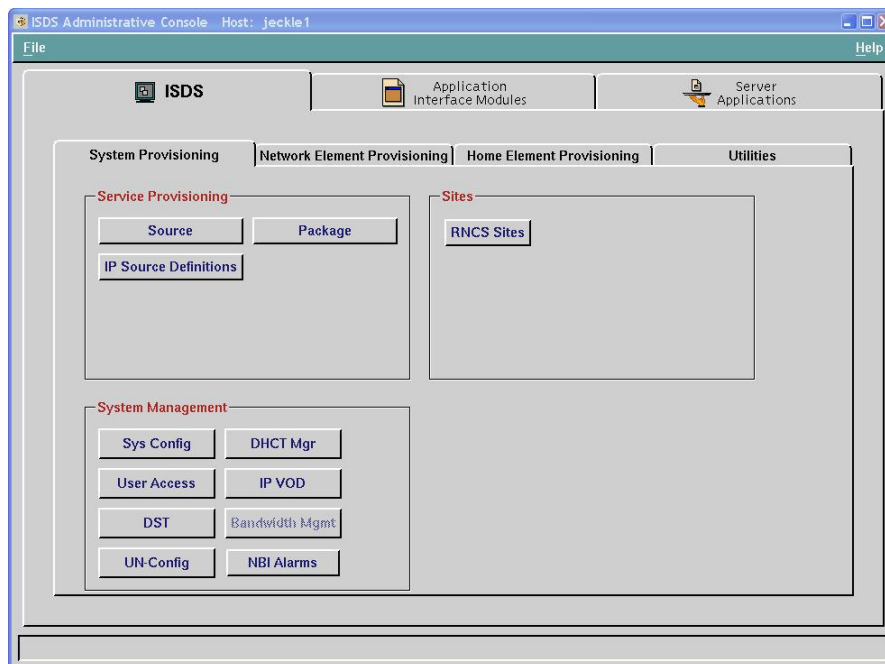 ISDS Administrative Console Host: jeckle1
File Help
ISDS
Application
Interface Modules
Server
Applications
System Provisioning
Network Element Provisioning
Home Element Provisioning
Utilities
Service Provisioning
Source
Package
IP Source Definitions
Sites
RNCS Sites
System Management
Sys Config
DHCT Mgr
User Access
IP VOD
DST
Bandwidth Mgmt
UN-Config
NBI Alarms